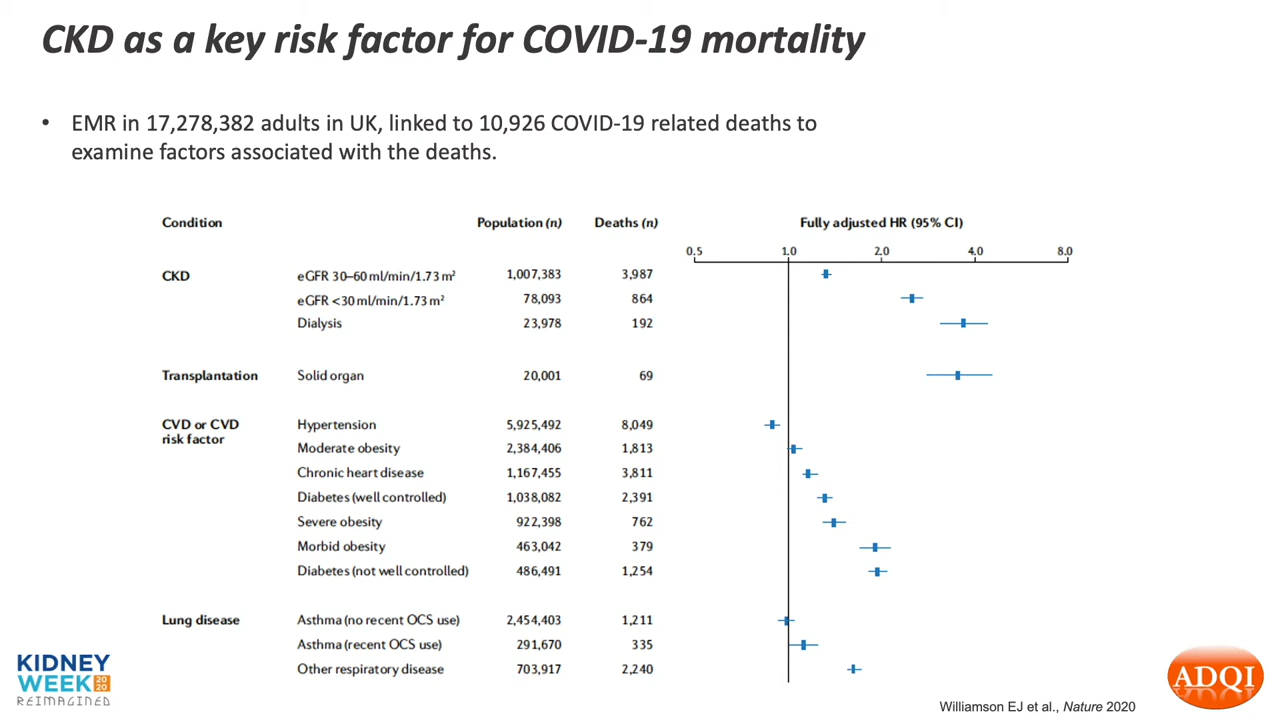 CKD as a key risk factor for COVID-19 mortality
• EMR in 17,278,382 adults in UK, linked to 10,926 COVID-19 related deaths to
examine factors associated with the deaths.
Condition Population (n) Deaths (n) Fully adjusted HR (95% CI)
0.5 1.0 2.0 4.0 8.0
CKD eGFR 30–60 ml/min/1.73 m² 1,007,383 3,987
eGFR <30 ml/min/1.73 m² 78,093 864
Dialysis 23,978 192
Transplantation Solid organ 20,001 69
CVD or CVD Hypertension 5,925,492 8,049
risk factor
Moderate obesity 2,384,406 1,813
Chronic heart disease 1,167,455 3,811
Diabetes (well controlled) 1,038,082 2,391
Severe obesity 922,398 762
Morbid obesity 463,042 379
Diabetes (not well controlled) 486,491 1,254
Lung disease Asthma (no recent OCS use) 2,454,403 1,211
Asthma (recent OCS use) 291,670 335
Other respiratory disease 703,917 2,240
KIDNEY
WEEK 2020
REIMAGINED
ADQI
Williamson EJ et al., Nature 2020